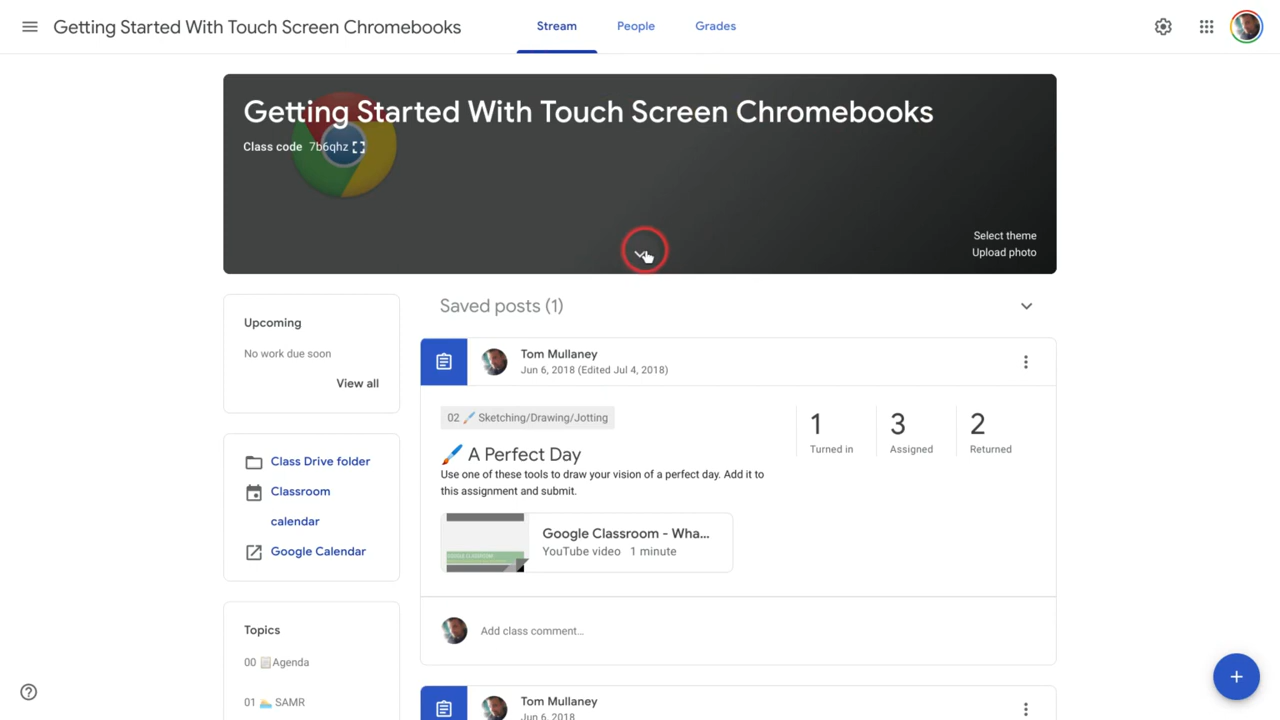 Getting Started With Touch Screen Chromebooks
Stream
People
Grades
Getting Started With Touch Screen Chromebooks
Class code 7b6qhz
Select theme
Upload photo
Upcoming
No work due soon
View all
Class Drive folder
Classroom
calendar
Google Calendar
Topics
00 Agenda
01 SAMR
Saved posts (1)
Tom Mullaney
Jun 6, 2018 (Edited Jul 4, 2018)
02 Sketching/Drawing/Jotting
A Perfect Day
Use one of these tools to draw your vision of a perfect day. Add it to
this assignment and submit.
1
Turned in
3
Assigned
2
Returned
GOOGLE CLASSROOM
Google Classroom - Wha...
YouTube video 1 minute
Add class comment...
Tom Mullaney
Jun 6, 2018